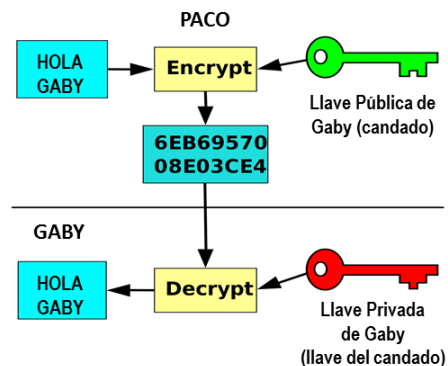 PACO
HOLA
GABY
Encrypt
Llave Pública de
Gaby (candado)
6EB69570
08E03CE4
GABY
HOLA
GABY
Decrypt
Llave Privada
de Gaby
(llave del candado)